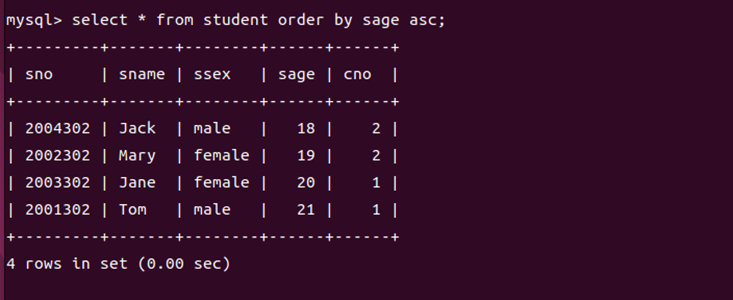 mysql> select * from student order by sage asc;
+---------+-------+--------+------+------+
| sno     | sname | ssex   | sage | cno  |
+---------+-------+--------+------+------+
| 2004302 | Jack  | male   |   18 |    2 |
| 2002302 | Mary  | female |   19 |    2 |
| 2003302 | Jane  | female |   20 |    1 |
| 2001302 | Tom   | male   |   21 |    1 |
+---------+-------+--------+------+------+
4 rows in set (0.00 sec)